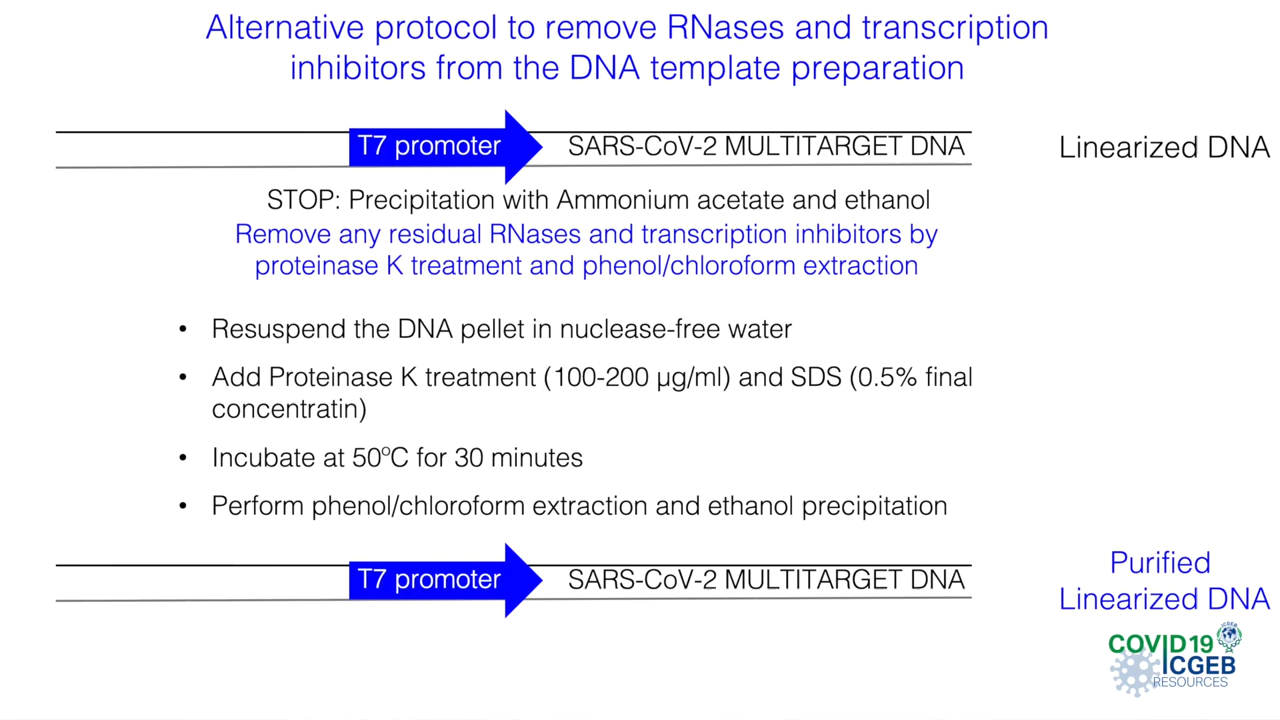 Alternative protocol to remove RNases and transcription
inhibitors from the DNA template preparation
T7 promoter
SARS-CoV-2 MULTITARGET DNA
Linearized DNA
STOP: Precipitation with Ammonium acetate and ethanol
Remove any residual RNases and transcription inhibitors by
proteinase K treatment and phenol/chloroform extraction
• Resuspend the DNA pellet in nuclease-free water
• Add Proteinase K treatment (100-200 µg/ml) and SDS (0.5% final
concentratin)
• Incubate at 50ºC for 30 minutes
• Perform phenol/chloroform extraction and ethanol precipitation
T7 promoter
SARS-CoV-2 MULTITARGET DNA
Purified
Linearized DNA
ICGEB
COVID19
ICGEB
RESOURCES